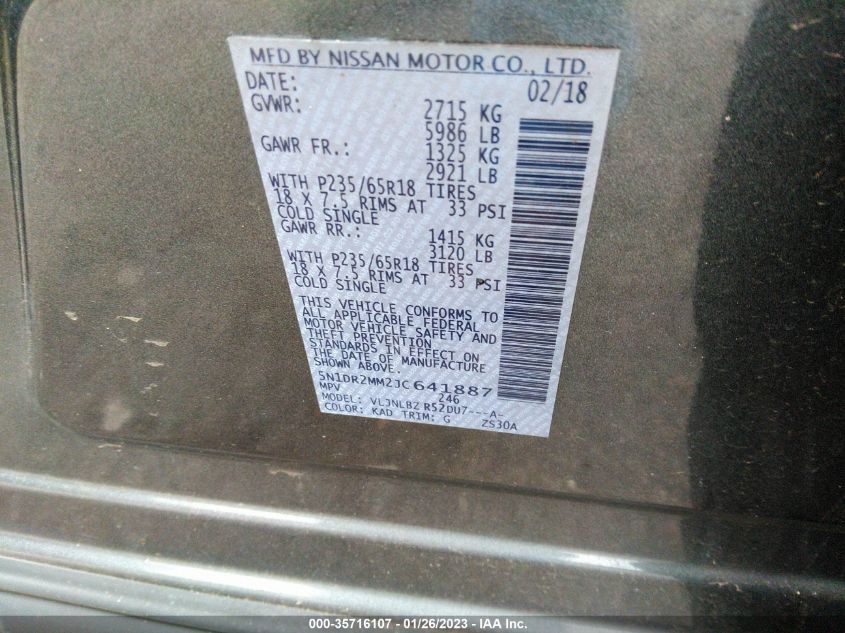 MFD BY NISSAN MOTOR CO., LTD.
DATE: 02/18
GVWR: 2715 KG
5986 LB
GAWR FR.: 1325 KG
2921 LB
WITH P235/65R18 TIRES
18 X 7.5 RIMS AT 33 PSI
COLD SINGLE
GAWR RR.: 1415 KG
3120 LB
WITH P235/65R18 TIRES
18 X 7.5 RIMS AT 33 PSI
COLD SINGLE
THIS VEHICLE CONFORMS TO
ALL APPLICABLE FEDERAL
MOTOR VEHICLE SAFETY AND
THEFT PREVENTION
STANDARDS IN EFFECT ON
THE DATE OF MANUFACTURE
SHOWN ABOVE.
5N1DR2MM2JC641887
MPV 246
MODEL: VLJNLBZ R52DU7---A-
COLOR: KAD TRIM: G ZS30A
000-35716107 — 01/26/2023 — IAA Inc.